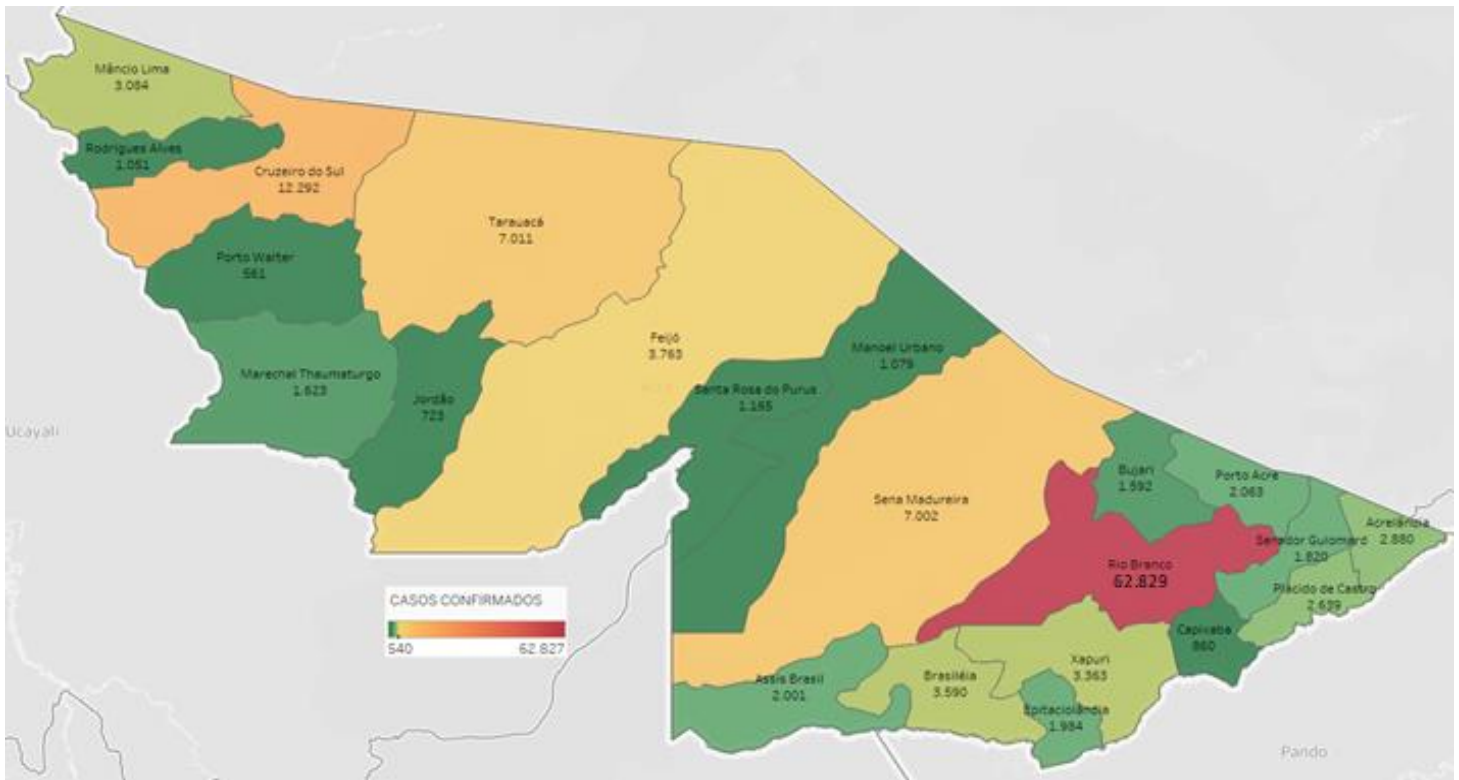 Mâncio Lima
3.084
Rodrigues Alves
1.051
Cruzeiro do Sul
12.292
Tarauacá
7.011
Porto Walter
561
Feijó
3.763
Manoel Urbano
1.079
Marechal Thaumaturgo
1.623
Jordão
723
Santa Rosa do Purus
1.165
Ucayali
Bujari
1.592
Porto Acre
2.063
Sena Madureira
7.002
Acrelândia
2.880
Senador Guiomard
1.820
Rio Branco
62.829
Plácido de Castro
2.639
CASOS CONFIRMADOS
540 62.827
Capixaba
860
Xapuri
3.363
Assis Brasil
2.001
Brasiléia
3.590
Epitaciolândia
1.984
Pando